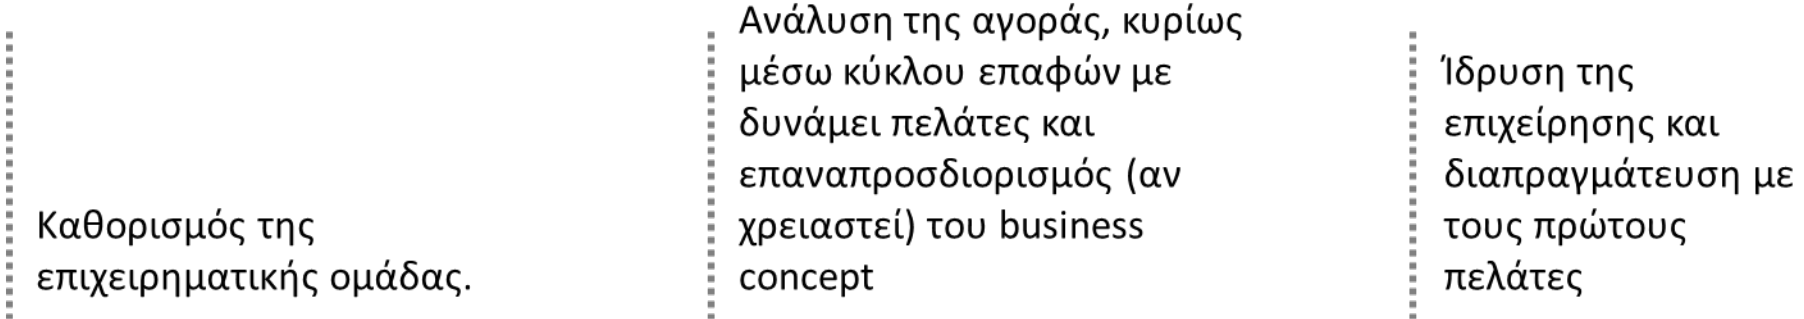 Καθορισμός της
επιχειρηματικής ομάδας.
Ανάλυση της αγοράς, κυρίως
μέσω κύκλου επαφών με
δυνάμει πελάτες και
επαναπροσδιορισμός (αν
χρειαστεί) του business
concept
Ίδρυση της
επιχείρησης και
διαπραγμάτευση με
τους πρώτους
πελάτες